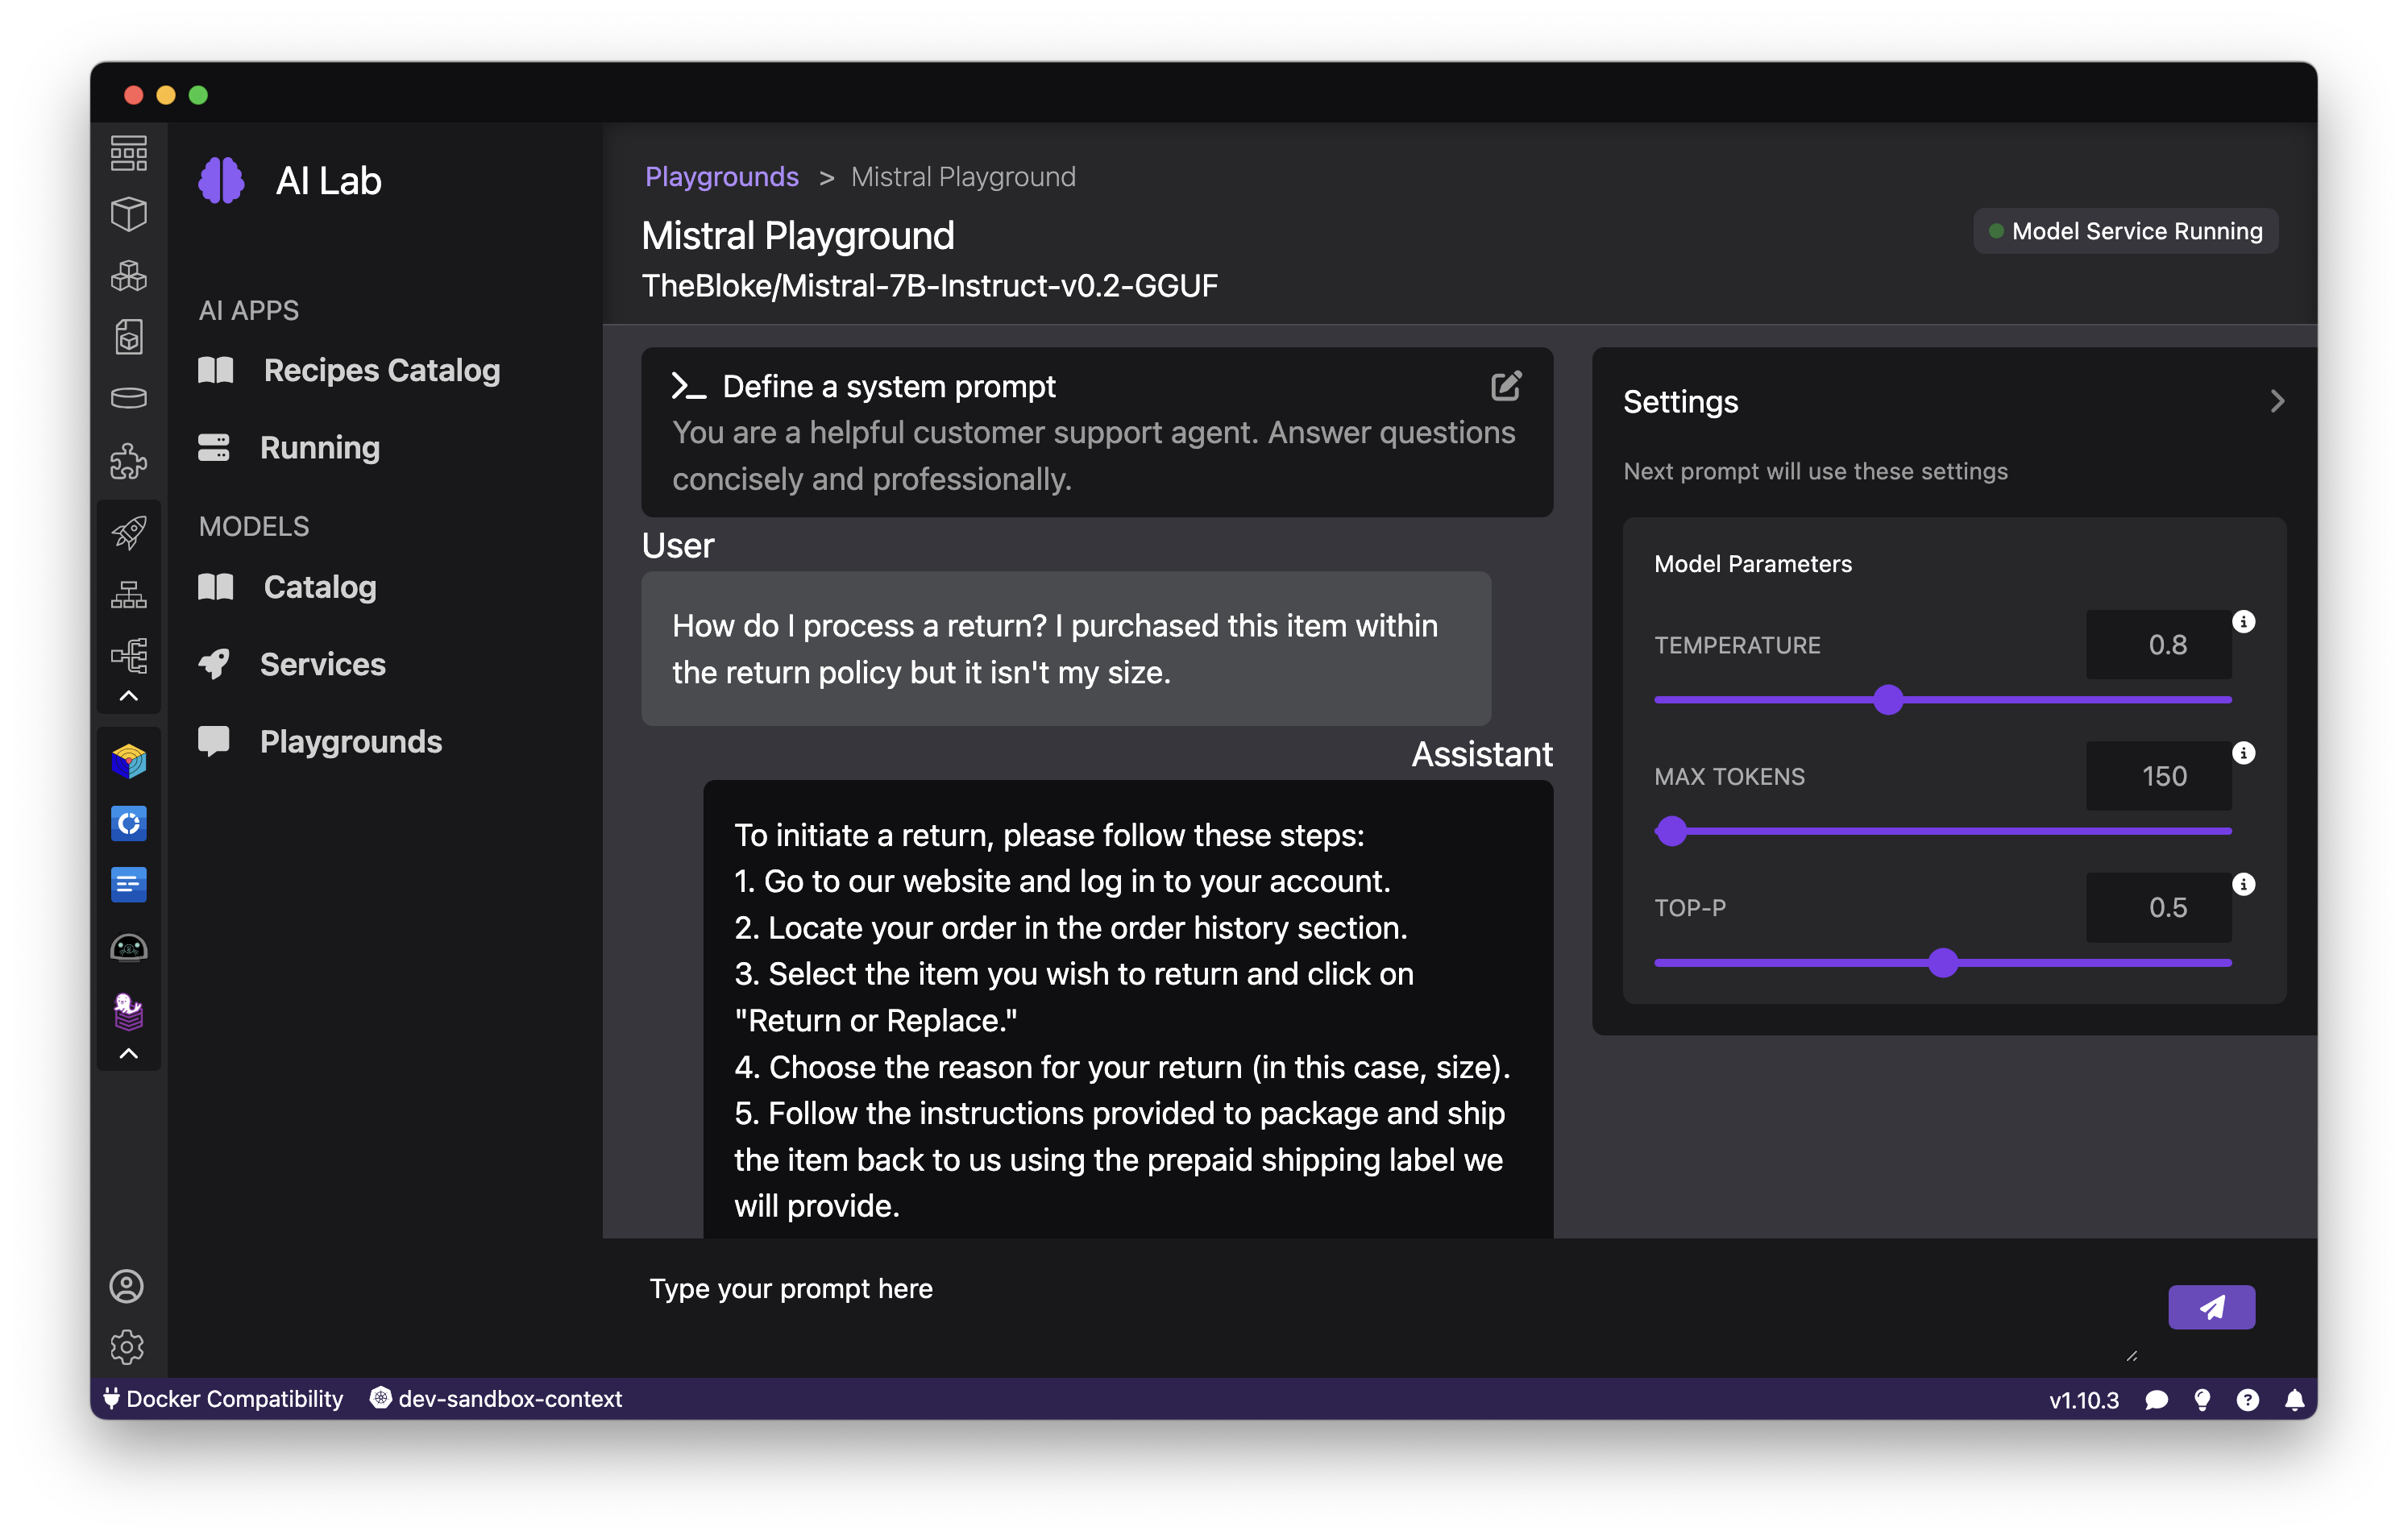 AI Lab
AI APPS
Recipes Catalog
Running
MODELS
Catalog
Services
Playgrounds
Playgrounds > Mistral Playground
Mistral Playground
TheBloke/Mistral-7B-Instruct-v0.2-GGUF
Model Service Running
Define a system prompt
You are a helpful customer support agent. Answer questions
concisely and professionally.
User
How do I process a return? I purchased this item within
the return policy but it isn't my size.
Assistant
To initiate a return, please follow these steps:
1. Go to our website and log in to your account.
2. Locate your order in the order history section.
3. Select the item you wish to return and click on
"Return or Replace."
4. Choose the reason for your return (in this case, size).
5. Follow the instructions provided to package and ship
the item back to us using the prepaid shipping label we
will provide.
Settings
Next prompt will use these settings
Model Parameters
TEMPERATURE 0.8
MAX TOKENS 150
TOP-P 0.5
Type your prompt here
Docker Compatibility dev-sandbox-context v1.10.3